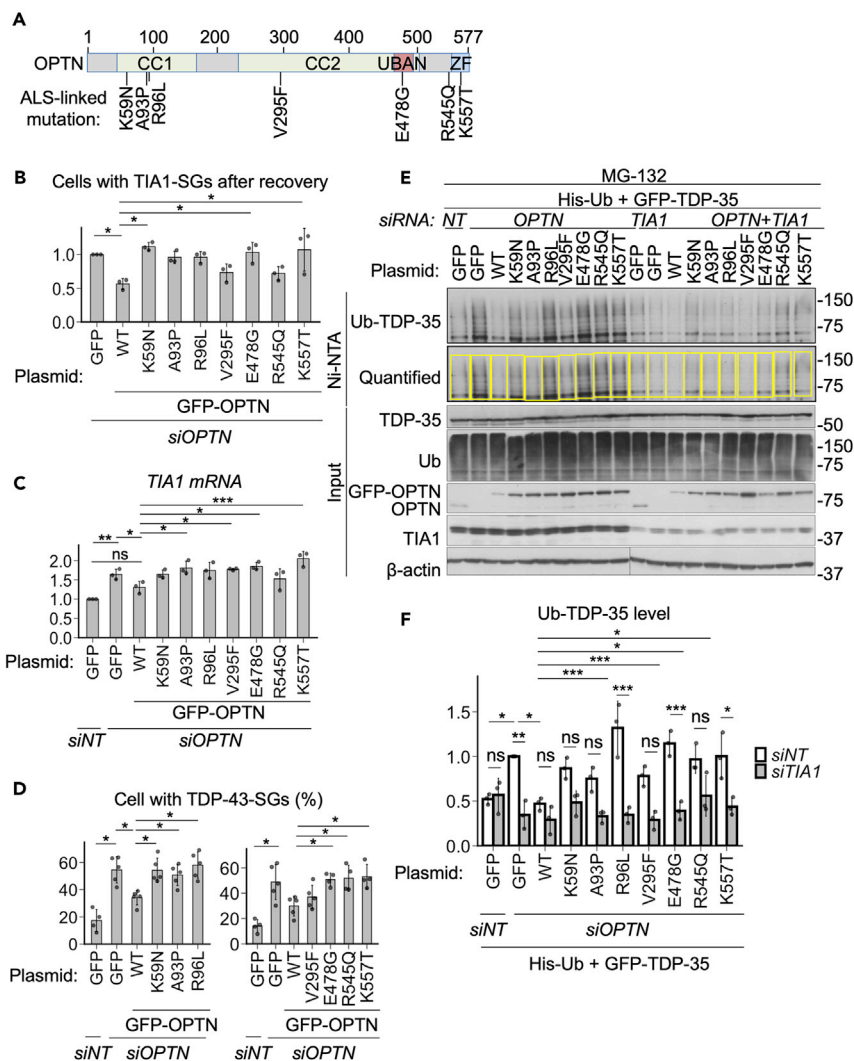 A
1 100 200 300 400 500 577
OPTN CC1 CC2 UBAN ZF
ALS-linked
mutation:
K59N A93P R96L V295F E478G R545Q K557T
B
Cells with TIA1-SGs after recovery
* * * *
1.0
0.5
0.0
GFP WT K59N A93P R96L V295F E478G R545Q K557T
Plasmid:
GFP-OPTN
siOPTN
C
TIA1 mRNA
***
*
*
** * *
ns
2.0
1.5
1.0
0.5
0.0
GFP GFP WT K59N A93P R96L V295F E478G R545Q K557T
Plasmid:
GFP-OPTN
siNT siOPTN
D
Cell with TDP-43-SGs (%)
* * * * *
60
40
20
0
GFP GFP WT K59N A93P R96L
Plasmid:
GFP-OPTN
siNT siOPTN
* * * *
60
40
20
0
GFP GFP WT V295F E478G R545Q K557T
GFP-OPTN
siNT siOPTN
E
MG-132
His-Ub + GFP-TDP-35
siRNA: NT OPTN TIA1 OPTN+TIA1
Plasmid: GFP GFP WT K59N A93P R96L V295F E478G R545Q K557T GFP GFP WT K59N A93P R96L V295F E478G R545Q K557T
Ni-NTA
Ub-TDP-35 -150
-75
Quantified -150
-75
Input
TDP-35 -50
Ub -150
-75
GFP-OPTN -75
OPTN
TIA1 -37
β-actin -37
F
Ub-TDP-35 level
*
*
***
***
* * *** *** *
ns ** ns ns ns ns ns
siNT
siTIA1
1.5
1.0
0.5
0.0
GFP GFP WT K59N A93P R96L V295F E478G R545Q K557T
Plasmid:
siNT siOPTN
His-Ub + GFP-TDP-35